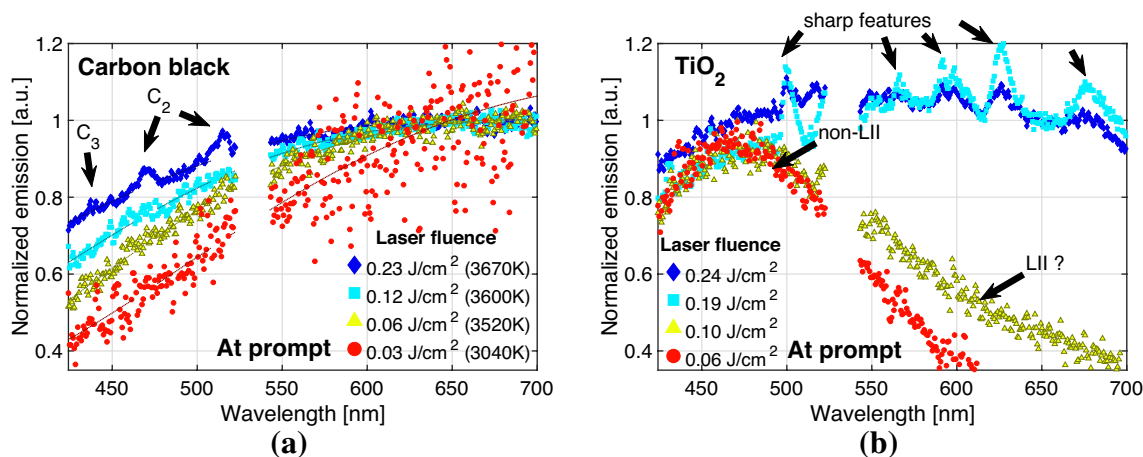 sharp features
1.2
1
0.8
0.6
0.4
Normalized emission [a.u.]
Carbon black
C3
C2
Laser fluence
0.23 J/cm2 (3670K)
0.12 J/cm2 (3600K)
0.06 J/cm2 (3520K)
0.03 J/cm2 (3040K)
At prompt
450 500 550 600 650 700
Wavelength [nm]
(a)
1.2
1
0.8
0.6
0.4
Normalized emission [a.u.]
TiO2
non-LII
LII ?
Laser fluence
0.24 J/cm2
0.19 J/cm2
0.10 J/cm2
0.06 J/cm2
At prompt
450 500 550 600 650 700
Wavelength [nm]
(b)